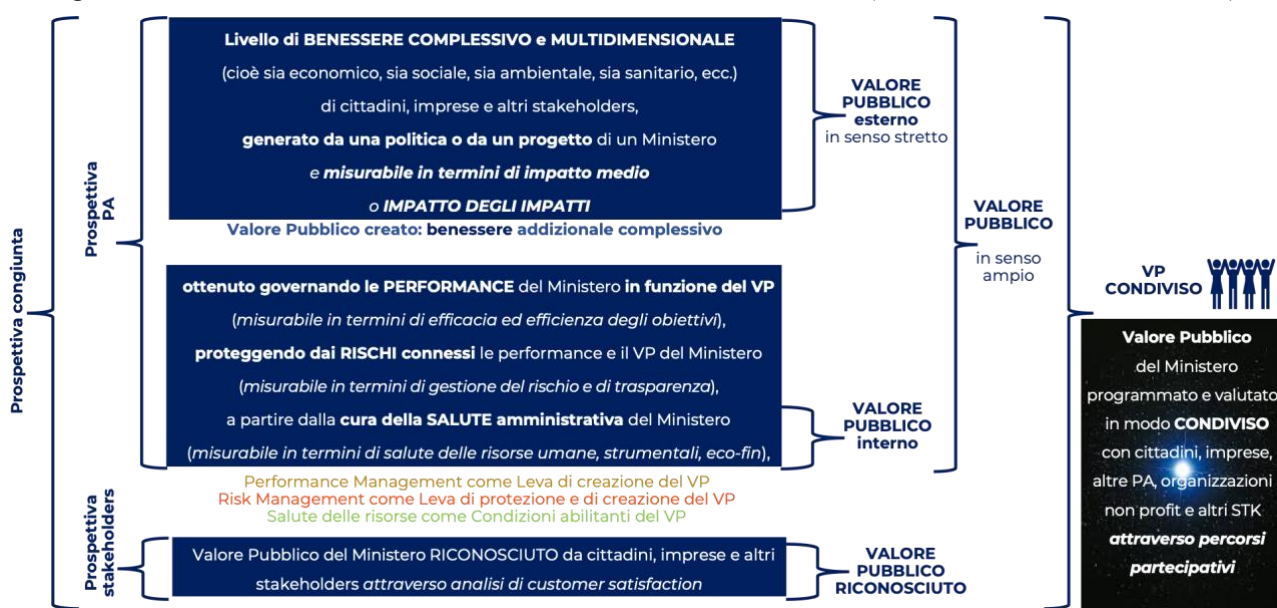 Prospettiva congiunta
Prospettiva
PA
Livello di BENESSERE COMPLESSIVO e MULTIDIMENSIONALE
(cioè sia economico, sia sociale, sia ambientale, sia sanitario, ecc.)
di cittadini, imprese e altri stakeholders,
generato da una politica o da un progetto di un Ministero
e misurabile in termini di impatto medio
o IMPATTO DEGLI IMPATTI
Valore Pubblico creato: benessere addizionale complessivo
VALORE
PUBBLICO
esterno
in senso stretto
ottenuto governando le PERFORMANCE del Ministero in funzione del VP
(misurabile in termini di efficacia ed efficienza degli obiettivi),
proteggendo dai RISCHI connessi le performance e il VP del Ministero
(misurabile in termini di gestione del rischio e di trasparenza),
a partire dalla cura della SALUTE amministrativa del Ministero
(misurabile in termini di salute delle risorse umane, strumentali, eco-fin),
VALORE
PUBBLICO
interno
Performance Management come Leva di creazione del VP
Risk Management come Leva di protezione e di creazione del VP
Salute delle risorse come Condizioni abilitanti del VP
VALORE
PUBBLICO
in senso
ampio
Prospettiva
stakeholders
Valore Pubblico del Ministero RICONOSCIUTO da cittadini, imprese e altri
stakeholders attraverso analisi di customer satisfaction
VALORE
PUBBLICO
RICONOSCIUTO
VP
CONDIVISO
Valore Pubblico
del Ministero
programmato e valutato
in modo CONDIVISO
con cittadini, imprese,
altre PA, organizzazioni
non profit e altri STK
attraverso percorsi
partecipativi